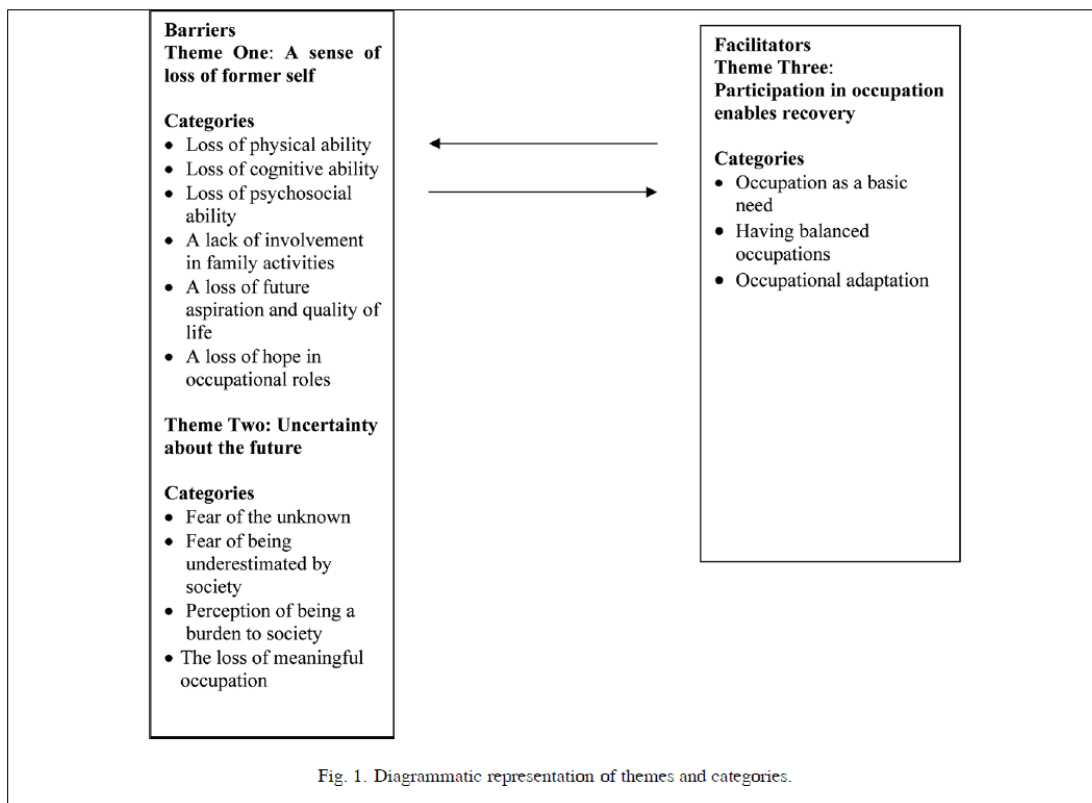 Barriers
Theme One: A sense of
loss of former self
Categories
• Loss of physical ability
• Loss of cognitive ability
• Loss of psychosocial
ability
• A lack of involvement
in family activities
• A loss of future
aspiration and quality of
life
• A loss of hope in
occupational roles
Theme Two: Uncertainty
about the future
Categories
• Fear of the unknown
• Fear of being
underestimated by
society
• Perception of being a
burden to society
• The loss of meaningful
occupation
Facilitators
Theme Three:
Participation in occupation
enables recovery
Categories
• Occupation as a basic
need
• Having balanced
occupations
• Occupational adaptation
Fig. 1. Diagrammatic representation of themes and categories.